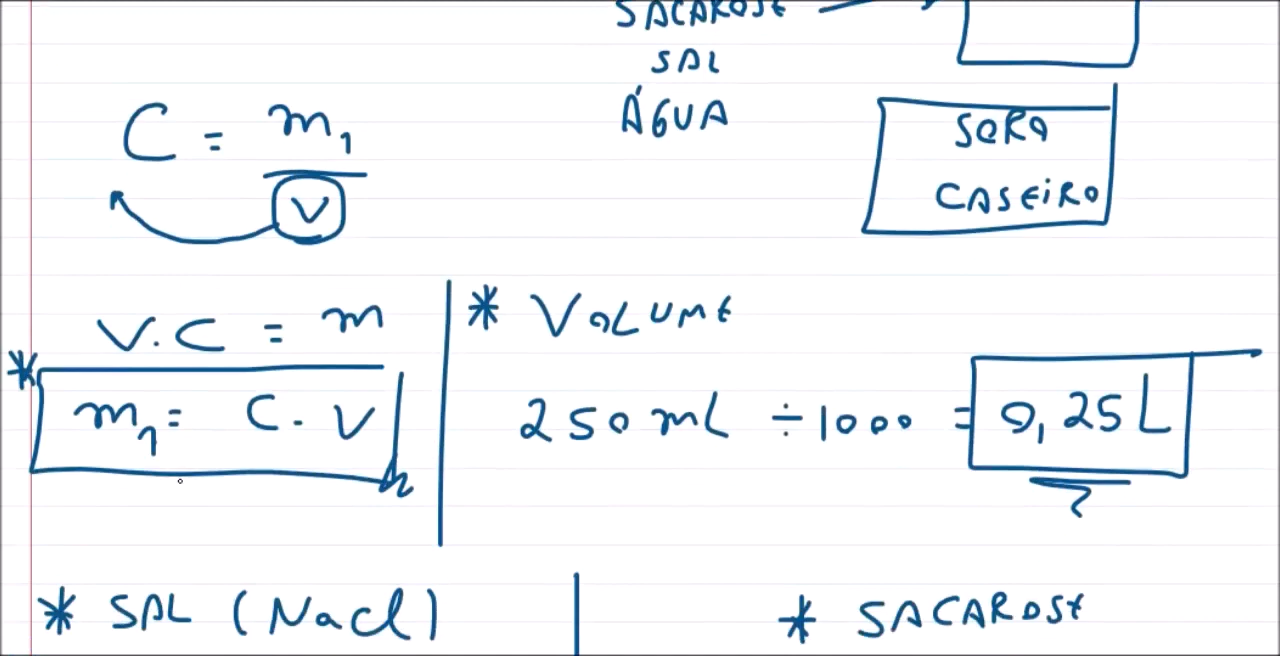 SACAROSE
SAL
ÁGUA
C = m₁
V
SORO
CASEIRO
V.C = m
* m₁ = C . V
* VOLUME
250 mL ÷ 1000 = 0,25 L
* SAL (NaCl)
* SACAROSE